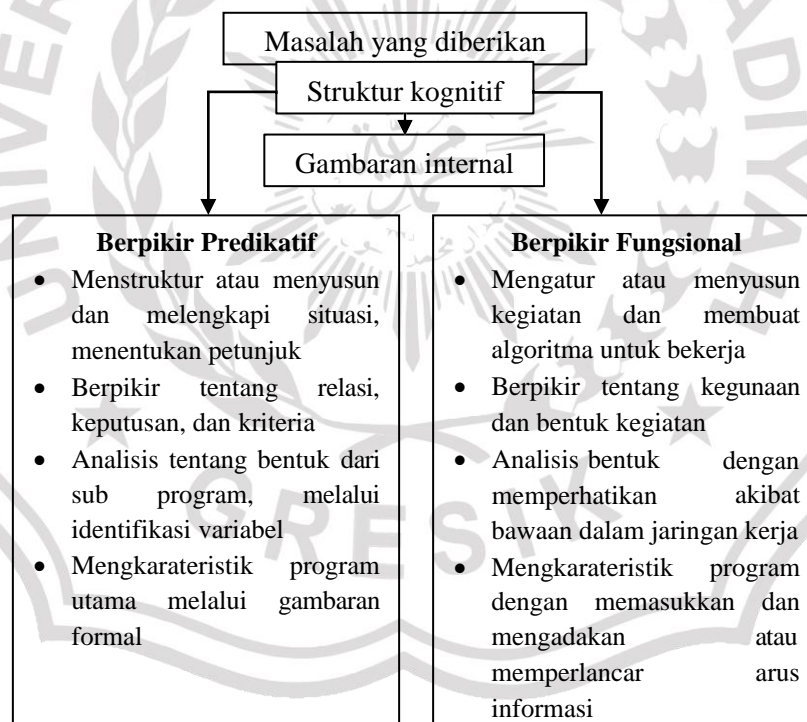 Masalah yang diberikan
Struktur kognitif
Gambaran internal
Berpikir Predikatif
• Menstruktur atau menyusun
dan melengkapi situasi,
menentukan petunjuk
• Berpikir tentang relasi,
keputusan, dan kriteria
• Analisis tentang bentuk dari
sub program, melalui
identifikasi variabel
• Mengkarateristik program
utama melalui gambaran
formal
Berpikir Fungsional
• Mengatur atau menyusun
kegiatan dan membuat
algoritma untuk bekerja
• Berpikir tentang kegunaan
dan bentuk kegiatan
• Analisis bentuk dengan
memperhatikan akibat
bawaan dalam jaringan kerja
• Mengkarateristik program
dengan memasukkan dan
mengadakan atau
memperlancar arus
informasi
GRESIK